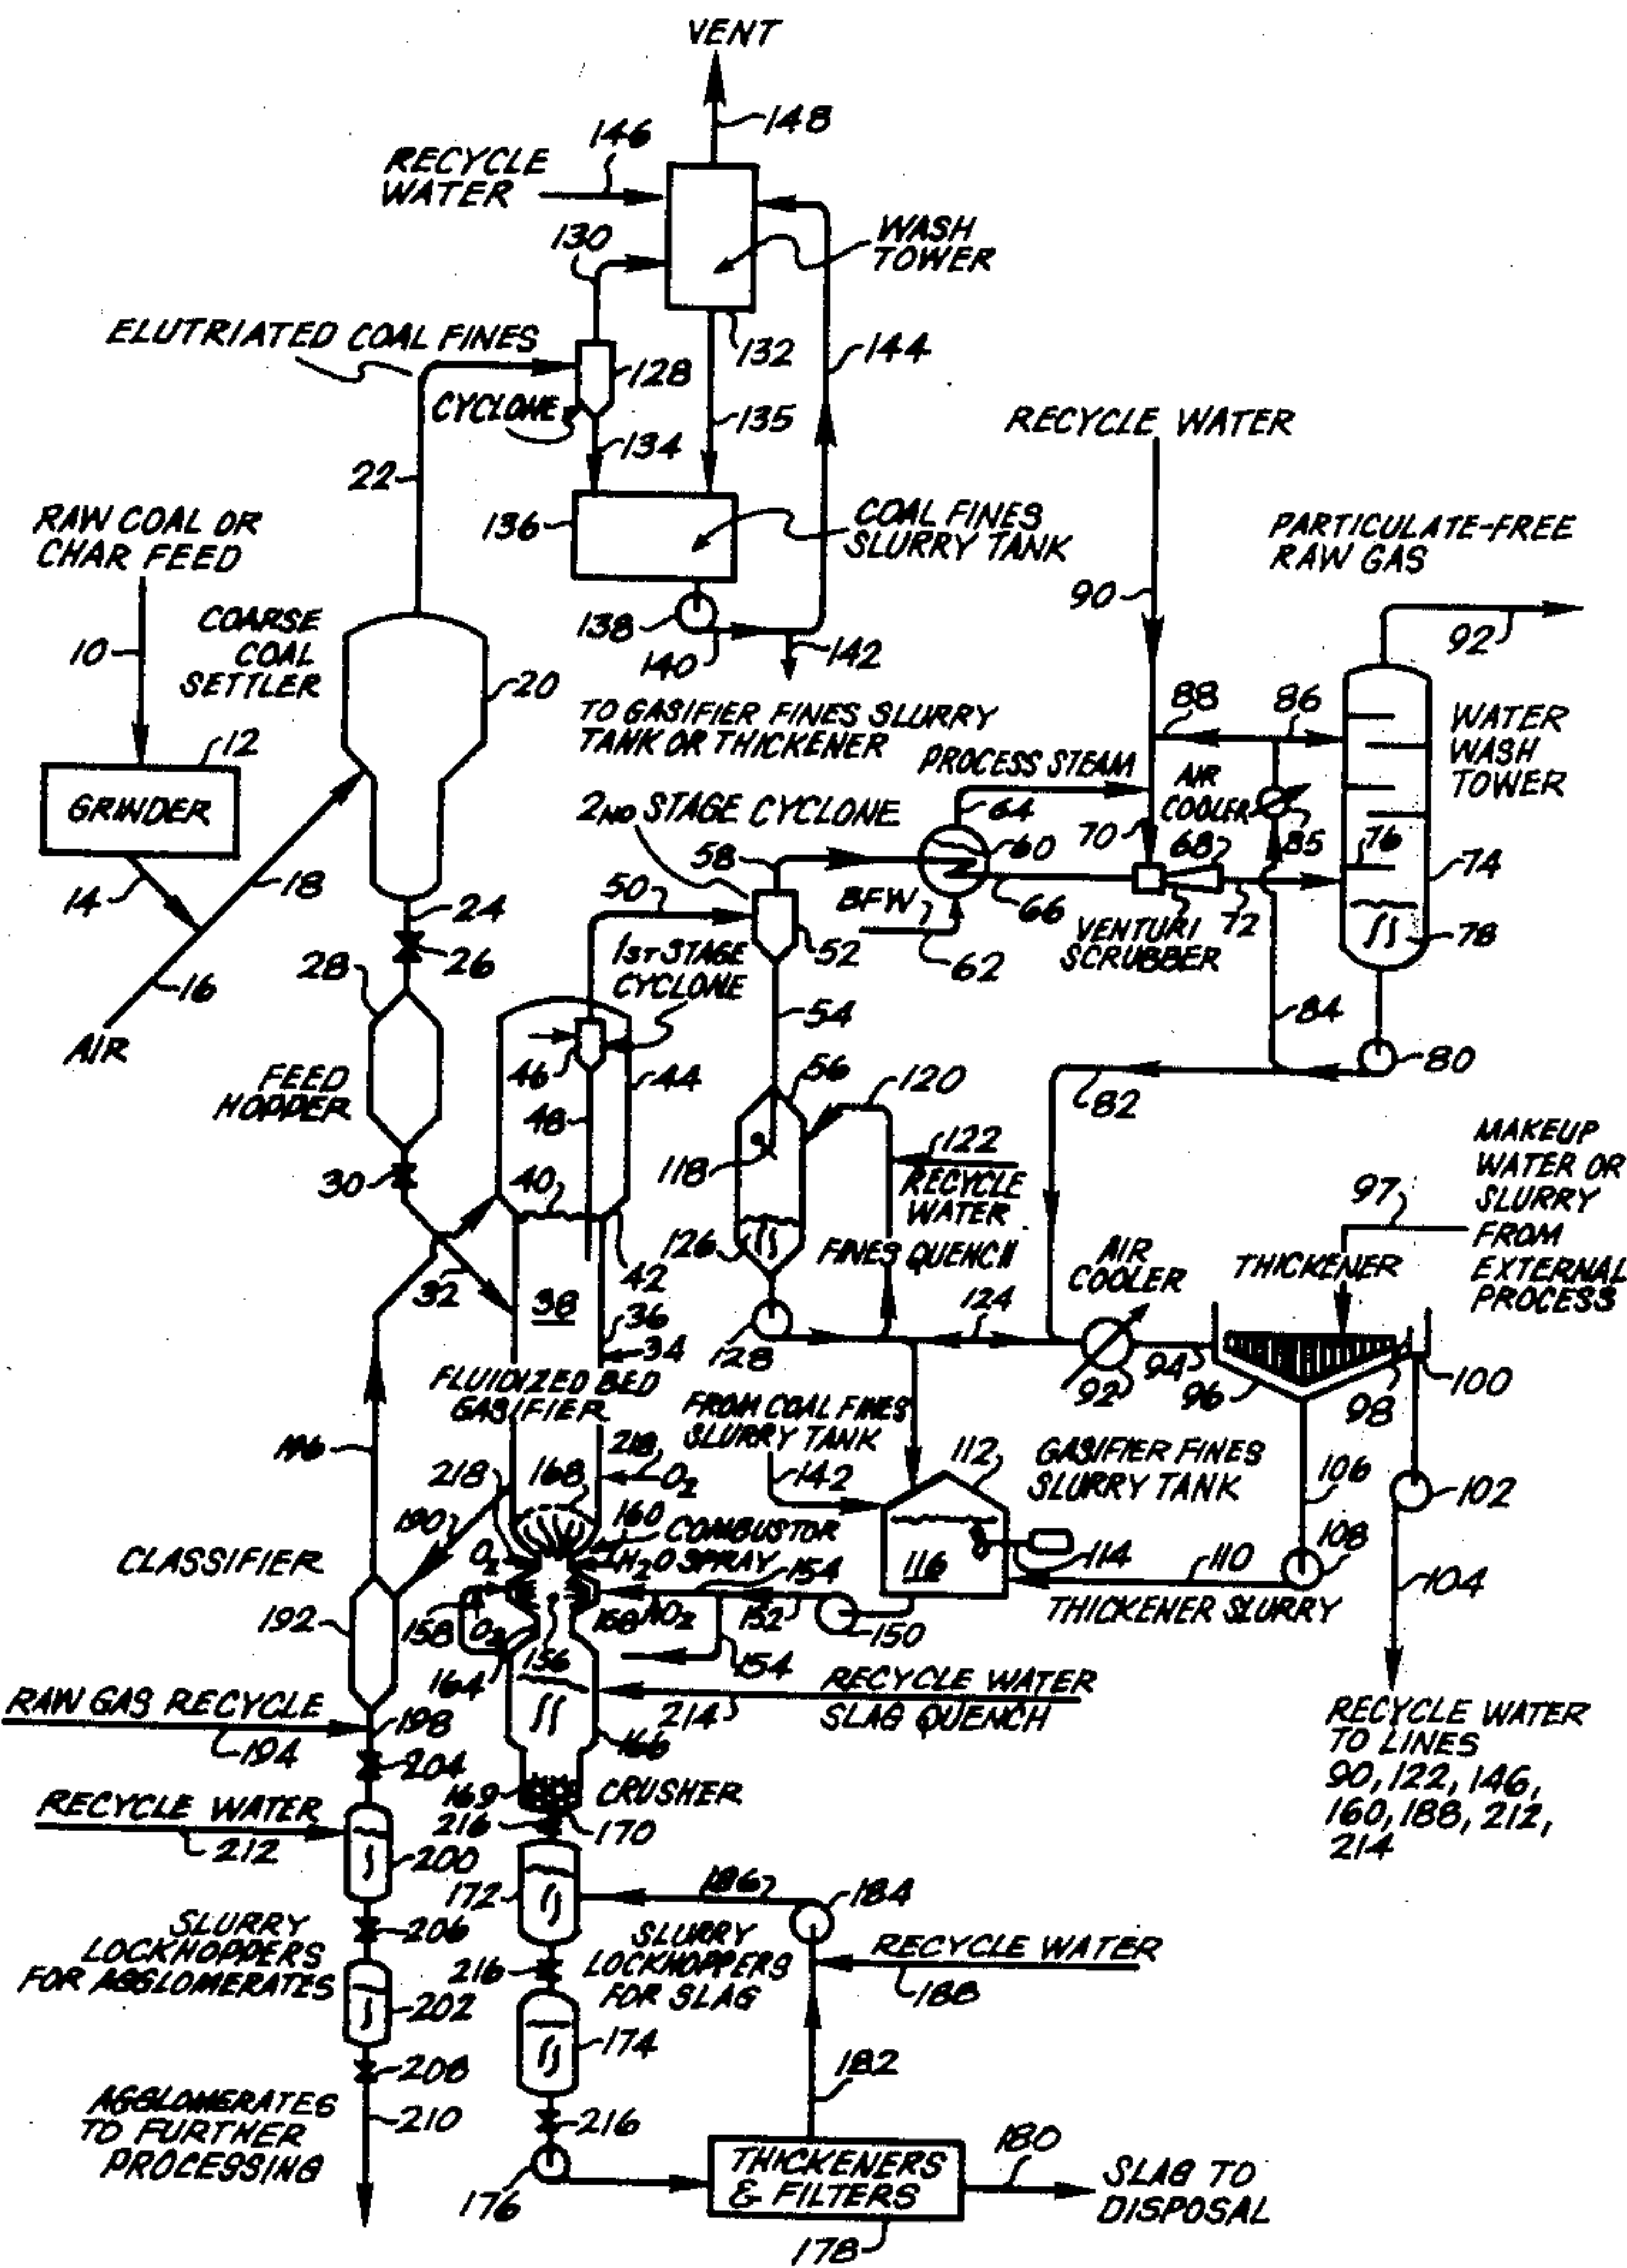 VENT
148
146
RECYCLE
WATER
130
WASH
TOWER
ELUTRIATED COAL FINES
132
144
128
CYCLONE
135
134
RECYCLE WATER
22
RAW COAL OR
CHAR FEED
136
COAL FINES
SLURRY TANK
PARTICULATE-FREE
RAW GAS
90
92
COARSE
COAL
SETTLER
10
138
140
142
20
TO GASIFIER FINES SLURRY
TANK OR THICKENER
88
86
WATER
WASH
TOWER
12
PROCESS STEAM
AIR
COOLER
GRINDER
2ND STAGE CYCLONE
64
70
68
85
76
58
60
74
14
18
50
24
BFW
66
72
VENTURI
SCRUBBER
78
28
26
1ST STAGE
CYCLONE
52
62
16
AIR
54
84
FEED
HOPPER
46
44
56
120
80
82
48
118
122
RECYCLE
WATER
MAKEUP
WATER OR
SLURRY
FROM
EXTERNAL
PROCESS
30
40
97
126
FINES QUENCH
AIR
COOLER
THICKENER
42
32
38
124
36
34
128
92
94
96
98
100
FLUIDIZED BED
GASIFIER
FROM COAL FINES
SLURRY TANK
196
218
168
218
O2
142
112
GASIFIER FINES
SLURRY TANK
106
102
190
160
COMBUSTOR
CLASSIFIER
O2
H2O SPRAY
154
116
114
110
108
104
192
158
O2
158
O2
152
150
THICKENER SLURRY
164
156
154
RECYCLE WATER
SLAG QUENCH
RAW GAS RECYCLE
198
214
194
166
RECYCLE WATER
TO LINES
90, 122, 146,
160, 188, 212,
214
204
169
CRUSHER
RECYCLE WATER
216
170
212
200
172
186
184
SLURRY
LOCKHOPPERS
FOR AGGLOMERATES
206
SLURRY
LOCKHOPPERS
FOR SLAG
RECYCLE WATER
216
188
202
174
208
182
AGGLOMERATES
TO FURTHER
PROCESSING
210
216
180
176
THICKENERS
& FILTERS
SLAG TO
DISPOSAL
178